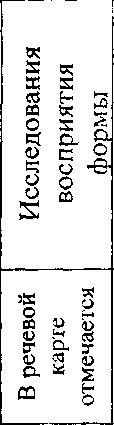 Исследования
восприятия
формы
В речевой
карте
отмечается